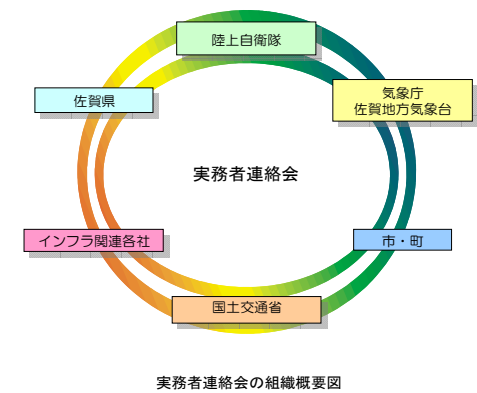 陸上自衛隊
気象庁
佐賀地方気象台
佐賀県
実務者連絡会
インフラ関連各社
市・町
国土交通省
実務者連絡会の組織概要図